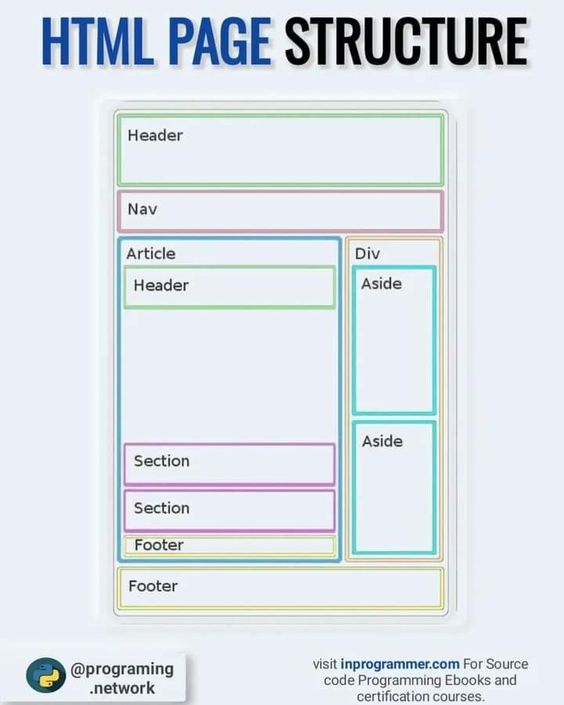 HTML PAGE STRUCTURE
Header
Nav
Article
Header
Section
Section
Footer
Div
Aside
Aside
Footer
@programing
.network
visit inprogrammer.com For Source
code Programming Ebooks and
certification courses.